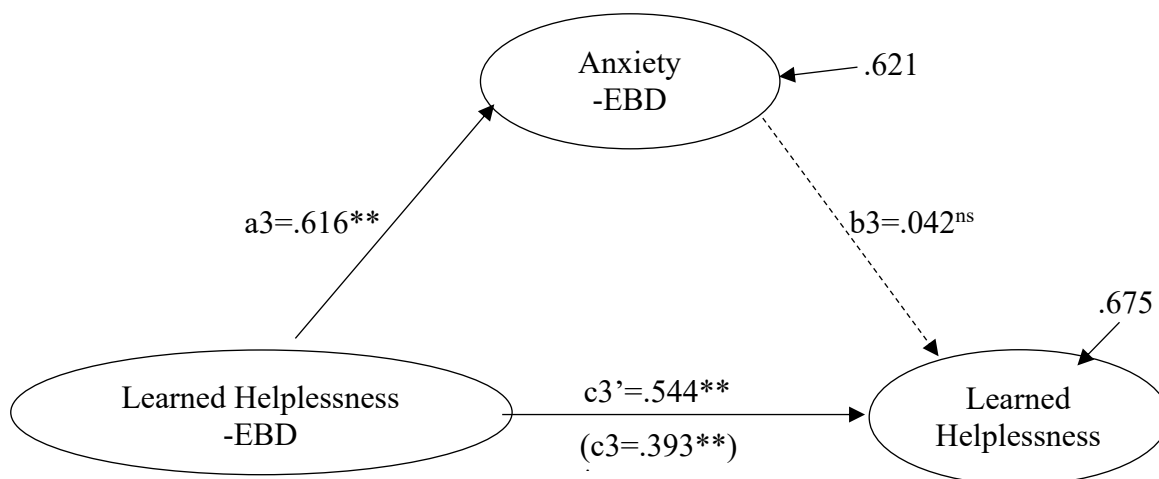 Anxiety
-EBD
.621
a3=.616**
b3=.042ns
.675
Learned Helplessness
-EBD
c3’=.544**
(c3=.393**)
Learned
Helplessness